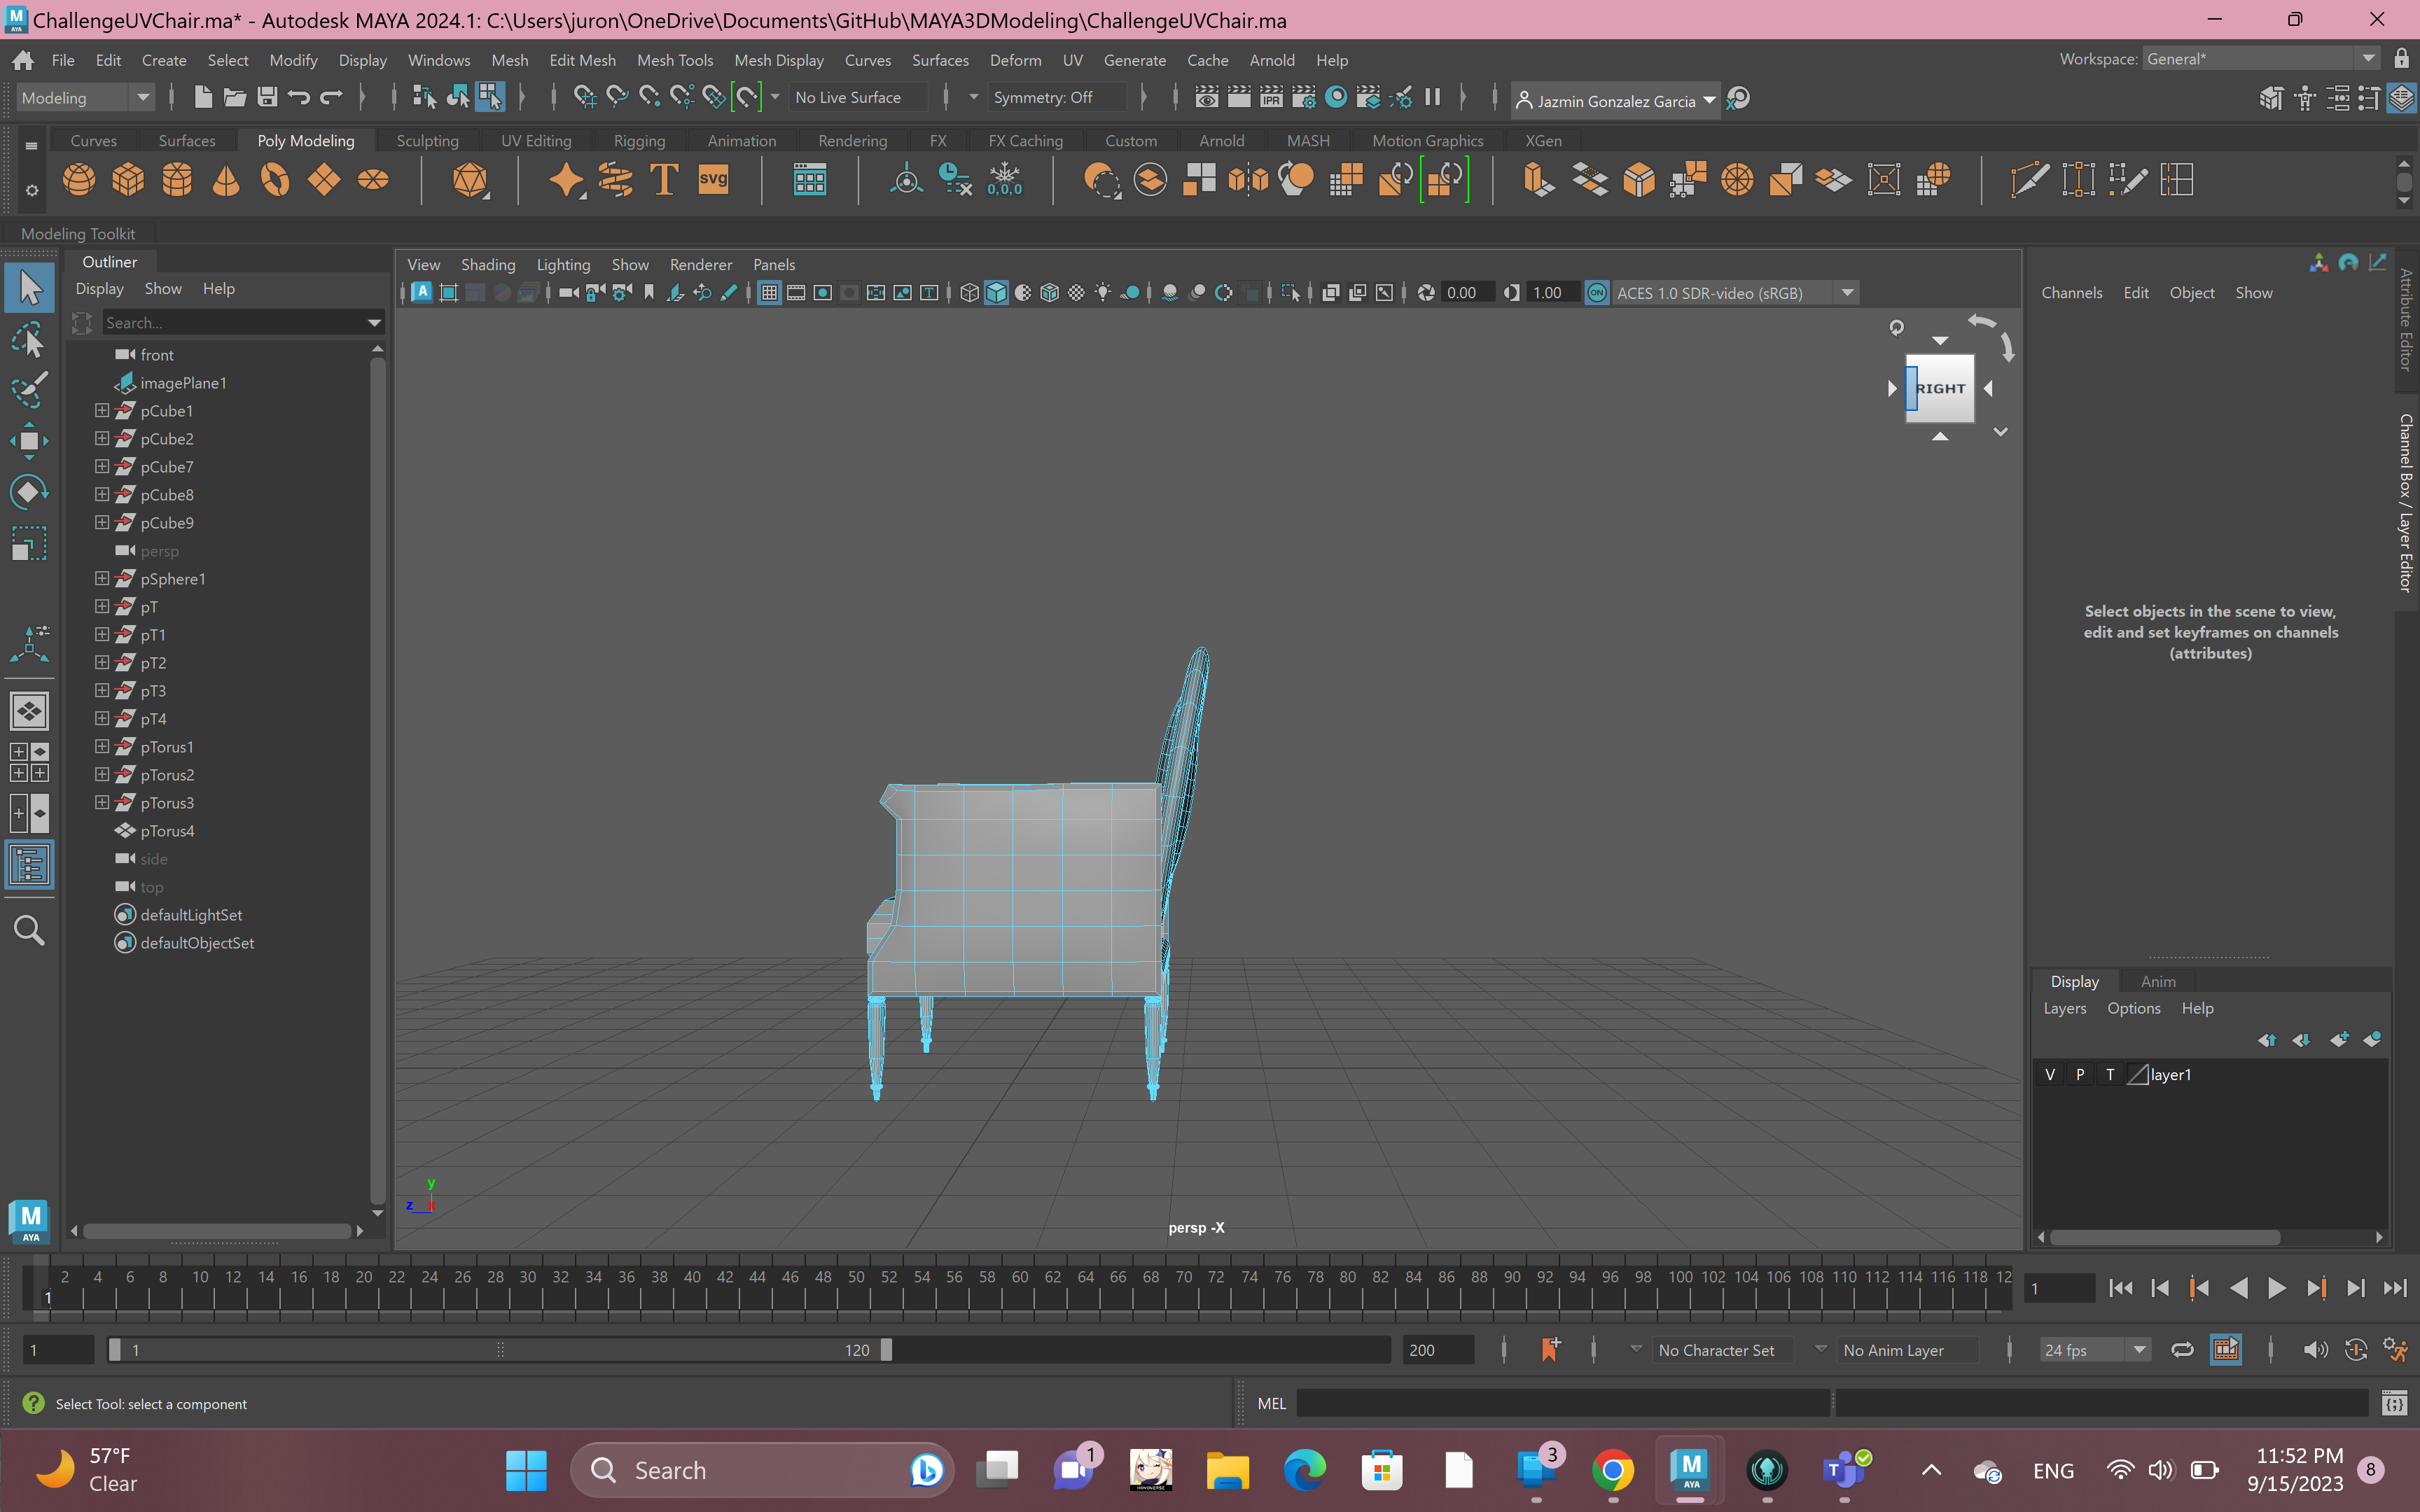 ChallengeUVChair.ma* - Autodesk MAYA 2024.1: C:\Users\juron\OneDrive\Documents\GitHub\MAYA3DModeling\ChallengeUVChair.ma
File Edit Create Select Modify Display Windows Mesh Edit Mesh Mesh Tools Mesh Display Curves Surfaces Deform UV Generate Cache Arnold Help
Workspace: General*
Modeling
No Live Surface
Symmetry: Off
IPR
Jazmin Gonzalez Garcia
Curves Surfaces Poly Modeling Sculpting UV Editing Rigging Animation Rendering FX FX Caching Custom Arnold MASH Motion Graphics XGen
T
svg
0,0,0
Modeling Toolkit
Outliner
Display Show Help
Search...
front
imagePlane1
pCube1
pCube2
pCube7
pCube8
pCube9
persp
pSphere1
pT
pT1
pT2
pT3
pT4
pTorus1
pTorus2
pTorus3
pTorus4
side
top
defaultLightSet
defaultObjectSet
View Shading Lighting Show Renderer Panels
0.00
1.00
ON
ACES 1.0 SDR-video (sRGB)
RIGHT
y
z
x
persp -X
Channels Edit Object Show
Attribute Editor
Channel Box / Layer Editor
Select objects in the scene to view,
edit and set keyframes on channels
(attributes)
Display Anim
Layers Options Help
V P T layer1
M
AYA
2 4 6 8 10 12 14 16 18 20 22 24 26 28 30 32 34 36 38 40 42 44 46 48 50 52 54 56 58 60 62 64 66 68 70 72 74 76 78 80 82 84 86 88 90 92 94 96 98 100 102 104 106 108 110 112 114 116 118 12
1
1
1
1
120
200
No Character Set
No Anim Layer
24 fps
Select Tool: select a component
MEL
57°F
Clear
Search
1
3
M
AYA
ENG
11:52 PM
9/15/2023
8